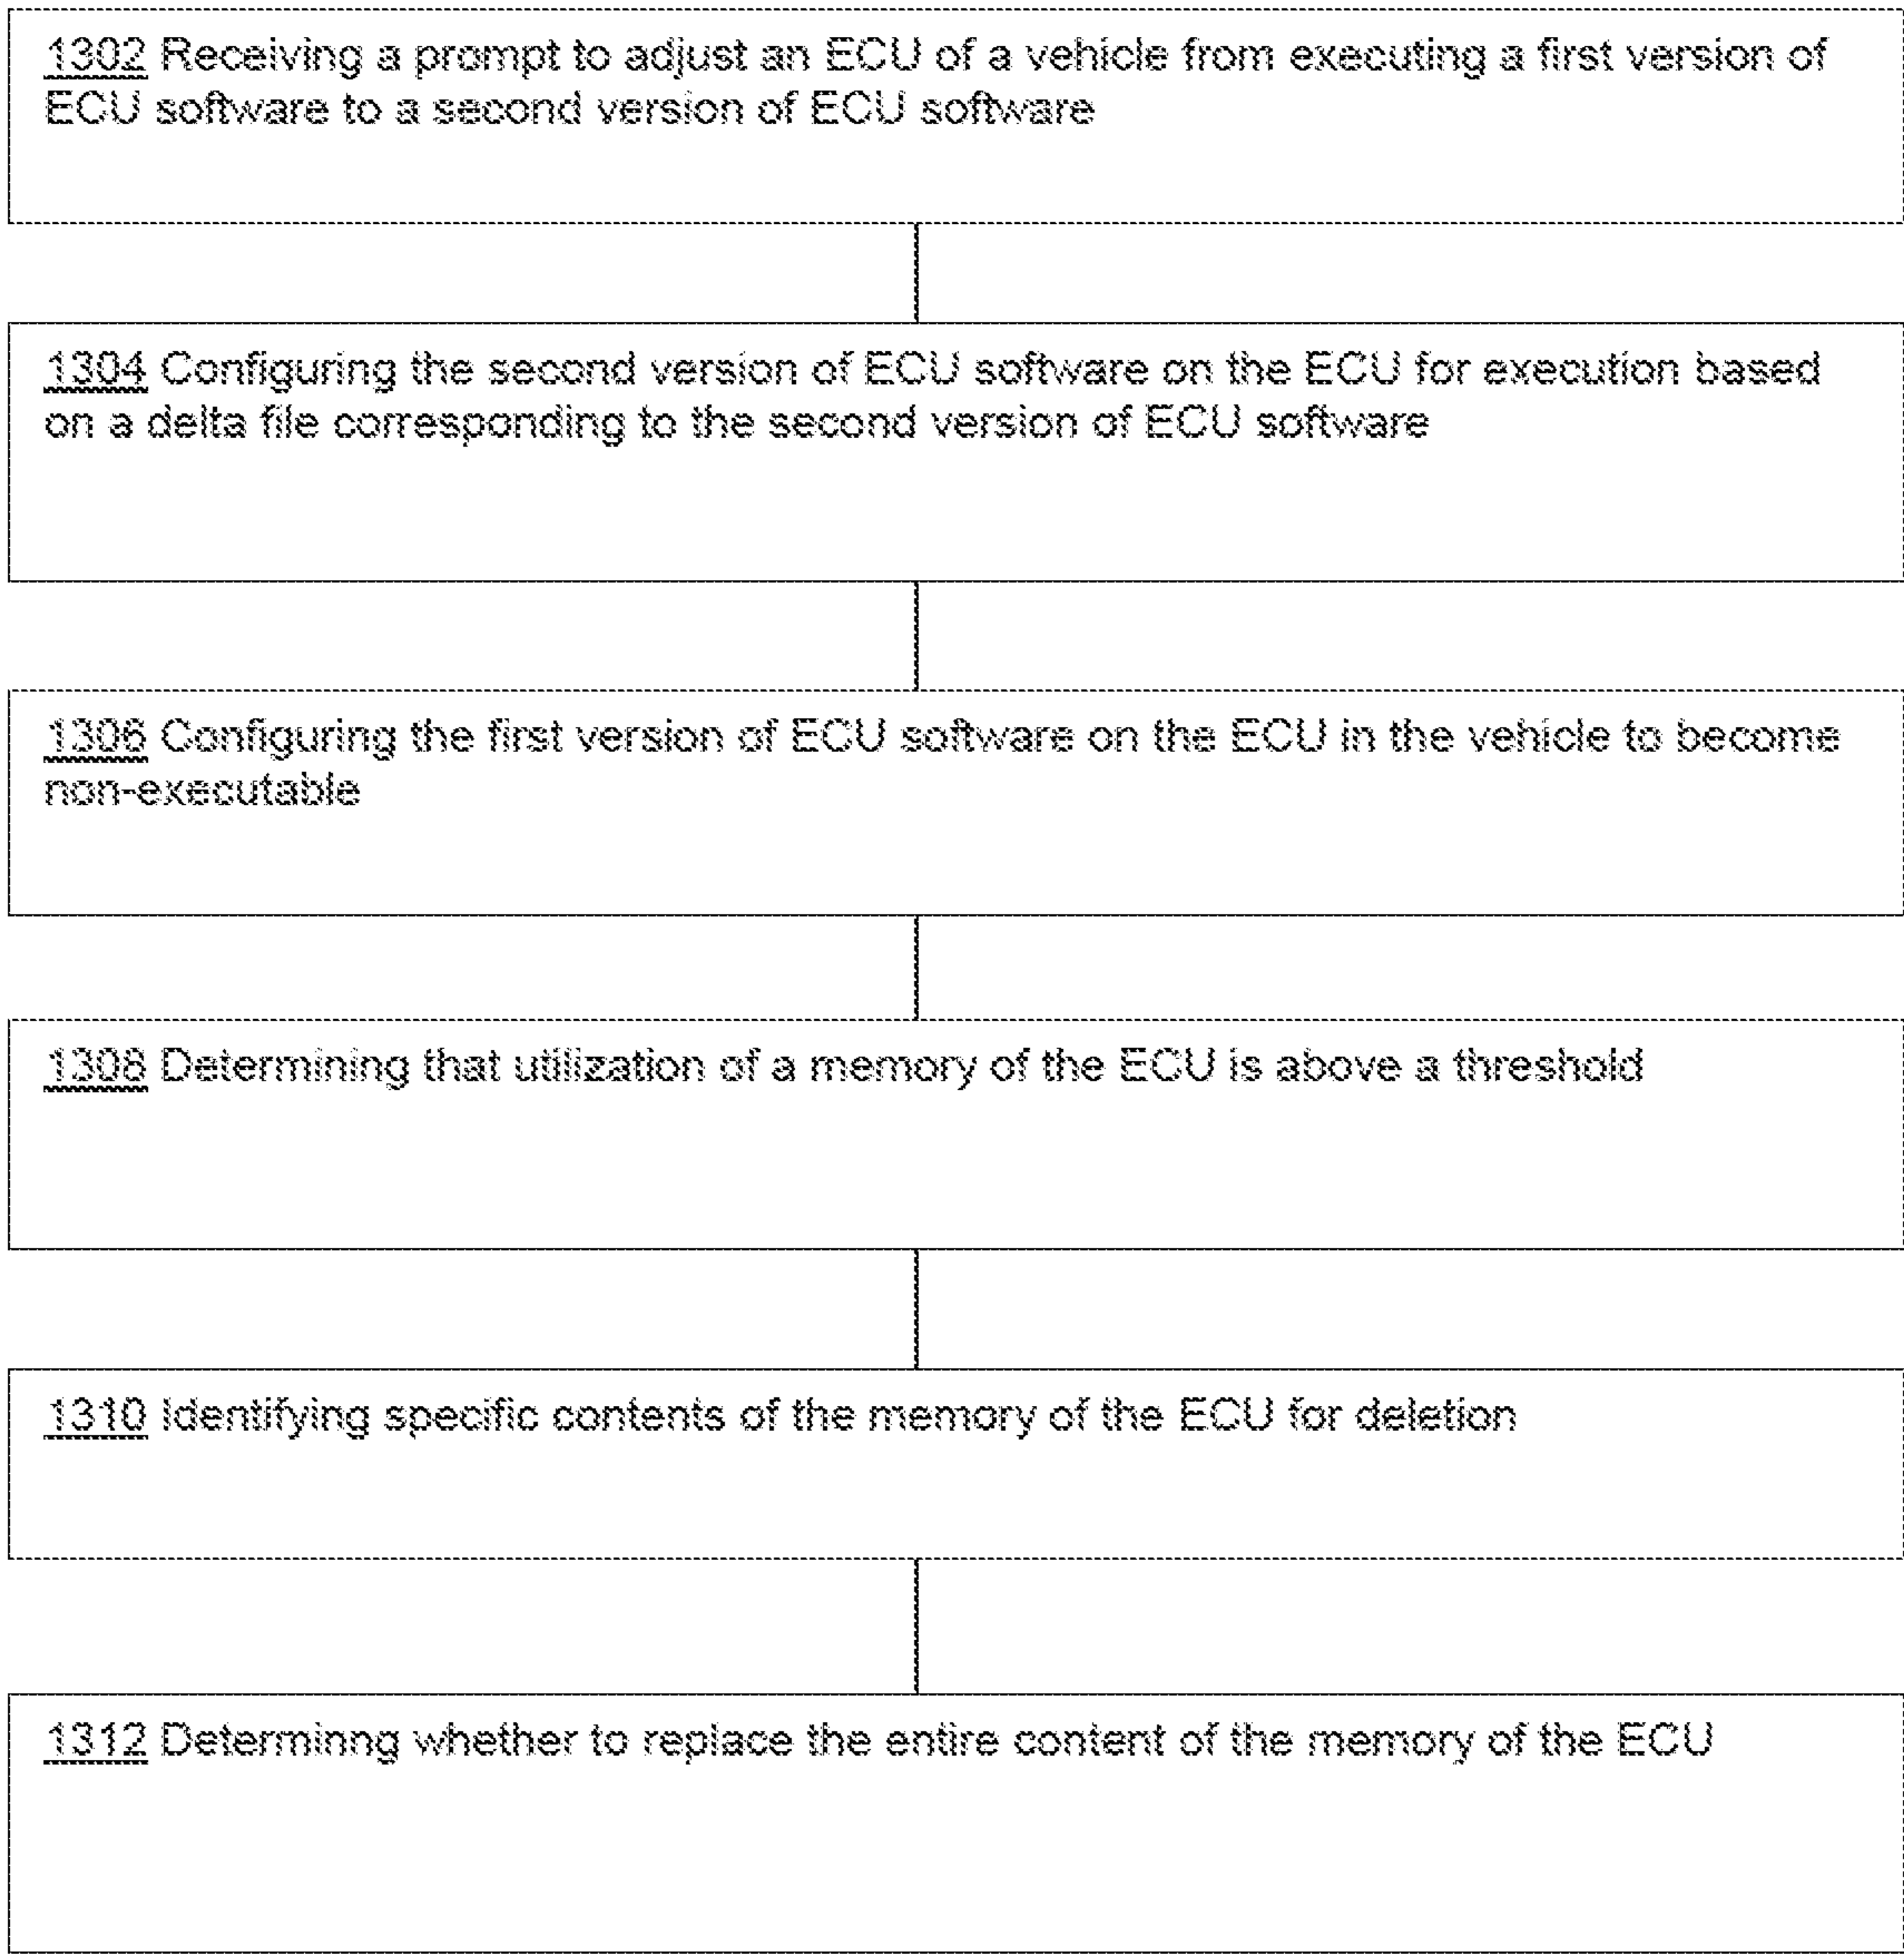 1302 Receiving a prompt to adjust an ECU of a vehicle from executing a first version of
ECU software to a second version of ECU software
1304 Configuring the second version of ECU software on the ECU for execution based
on a delta file corresponding to the second version of ECU software
1306 Configuring the first version of ECU software on the ECU in the vehicle to become
non-executable
1308 Determining that utilization of a memory of the ECU is above a threshold
1310 Identifying specific contents of the memory of the ECU for deletion
1312 Determinng whether to replace the entire content of the memory of the ECU